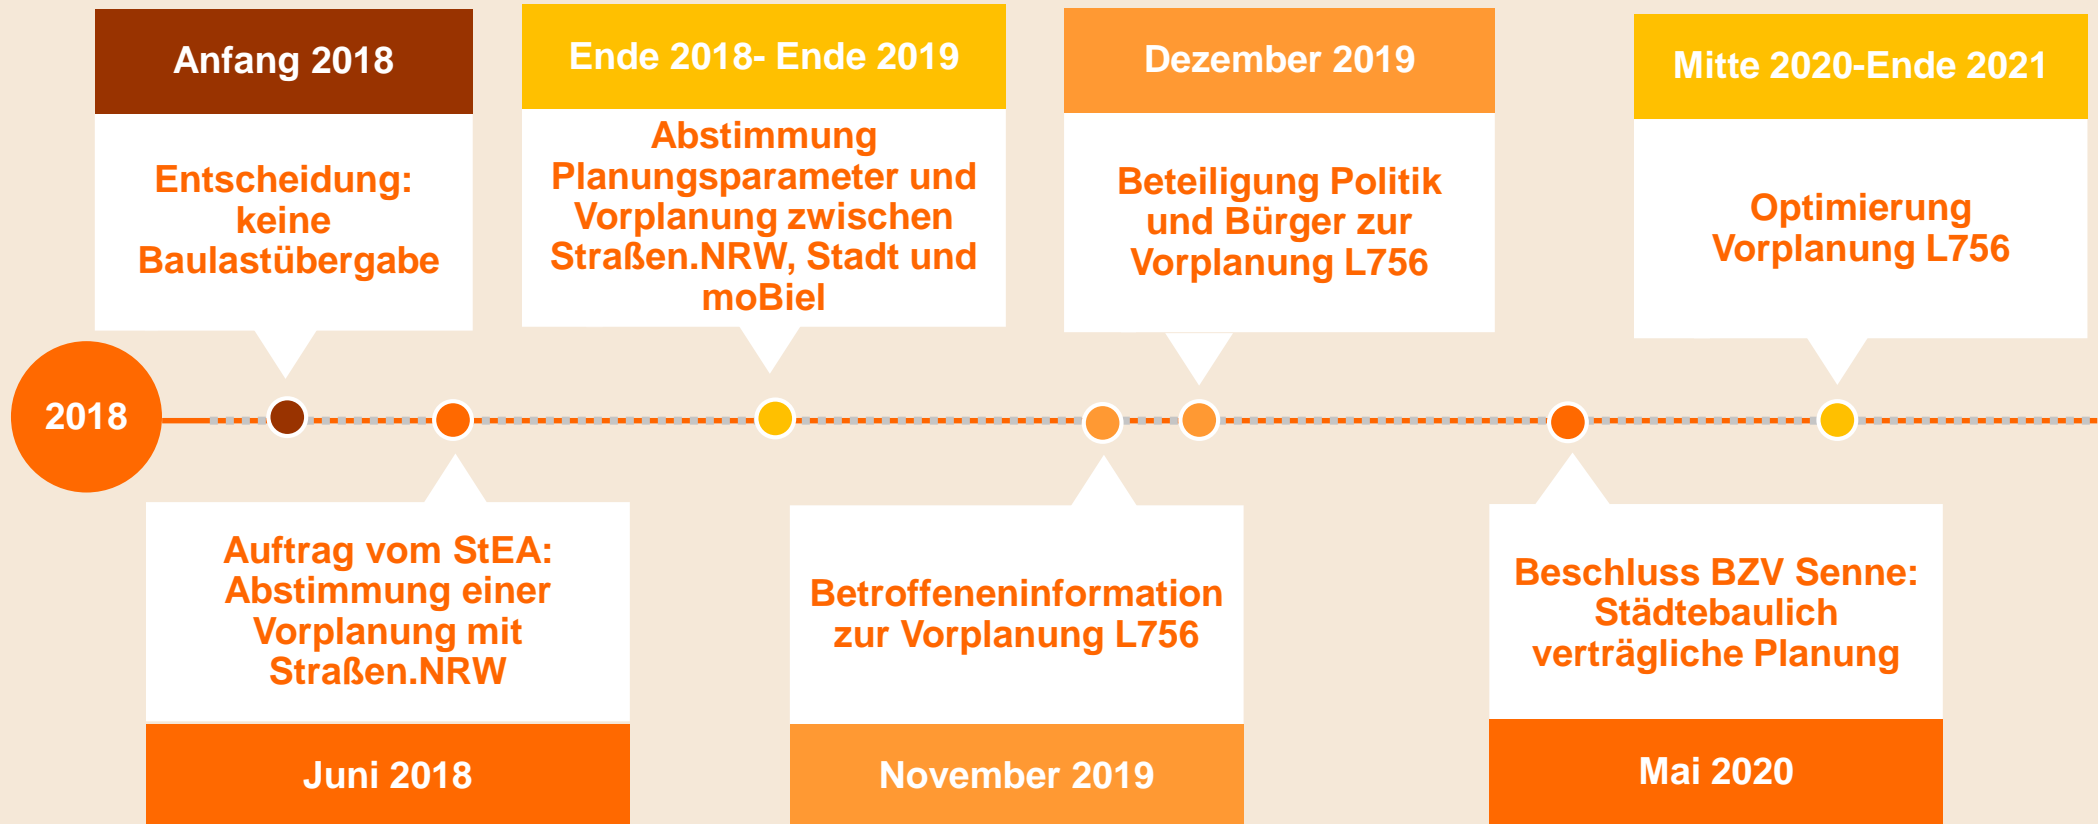 Anfang 2018
Entscheidung:
keine
Baulastübergabe
Ende 2018- Ende 2019
Abstimmung
Planungsparameter und
Vorplanung zwischen
Straßen.NRW, Stadt und
moBiel
Dezember 2019
Beteiligung Politik
und Bürger zur
Vorplanung L756
Mitte 2020-Ende 2021
Optimierung
Vorplanung L756
2018
Auftrag vom StEA:
Abstimmung einer
Vorplanung mit
Straßen.NRW
Juni 2018
Betroffeneninformation
zur Vorplanung L756
November 2019
Beschluss BZV Senne:
Städtebaulich
verträgliche Planung
Mai 2020